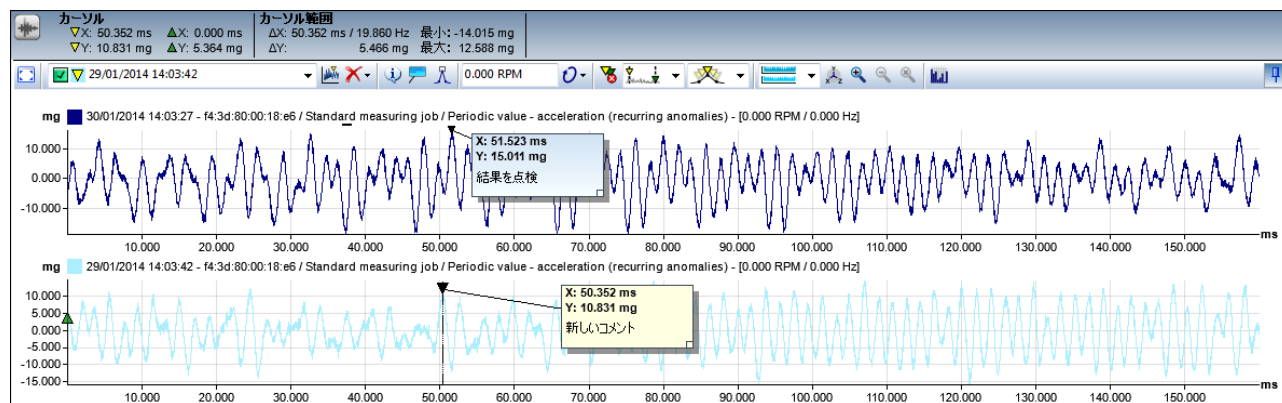 カーソル
X: 50.352 ms X: 0.000 ms
Y: 10.831 mg Y: 5.364 mg
カーソル範囲
ΔX: 50.352 ms / 19.860 Hz 最小: -14.015 mg
ΔY: 5.466 mg 最大: 12.588 mg
29/01/2014 14:03:42 0.000 RPM
mg 30/01/2014 14:03:27 - f4:3d:80:00:18:e6 / Standard measuring job / Periodic value - acceleration (recurring anomalies) - [0.000 RPM / 0.000 Hz]
X: 51.523 ms
Y: 15.011 mg
結果を点検
10.000
0.000
-10.000
10.000 20.000 30.000 40.000 50.000 60.000 70.000 80.000 90.000 100.000 110.000 120.000 130.000 140.000 150.000 ms
mg 29/01/2014 14:03:42 - f4:3d:80:00:18:e6 / Standard measuring job / Periodic value - acceleration (recurring anomalies) - [0.000 RPM / 0.000 Hz]
X: 50.352 ms
Y: 10.831 mg
新しいコメント
10.000
5.000
0.000
-5.000
-10.000
-15.000
10.000 20.000 30.000 40.000 50.000 60.000 70.000 80.000 90.000 100.000 110.000 120.000 130.000 140.000 150.000 ms